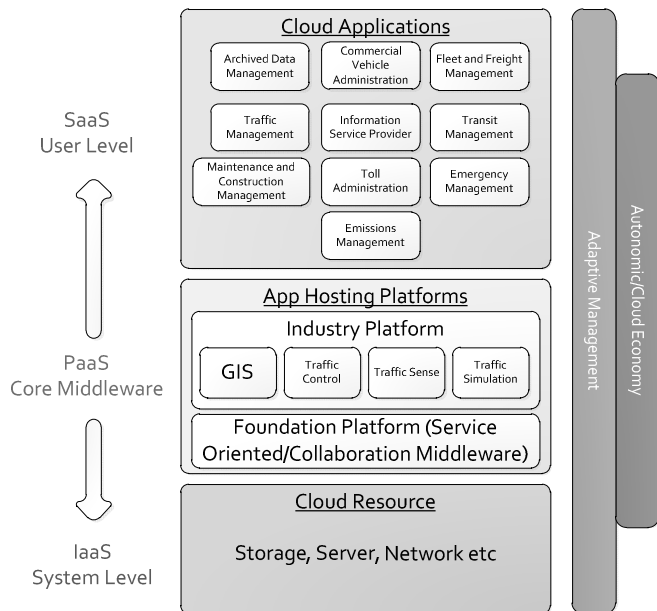 Cloud Applications
Archived Data
Management
Commercial
Vehicle
Administration
Fleet and Freight
Management
Traffic
Management
Information
Service Provider
Transit
Management
Maintenance and
Construction
Management
Toll
Administration
Emergency
Management
Emissions
Management
SaaS
User Level
App Hosting Platforms
Industry Platform
GIS
Traffic
Control
Traffic Sense
Traffic
Simulation
Foundation Platform (Service
Oriented/Collaboration Middleware)
PaaS
Core Middleware
Cloud Resource
Storage, Server, Network etc
IaaS
System Level
Adaptive Management
Autonomic/Cloud Economy